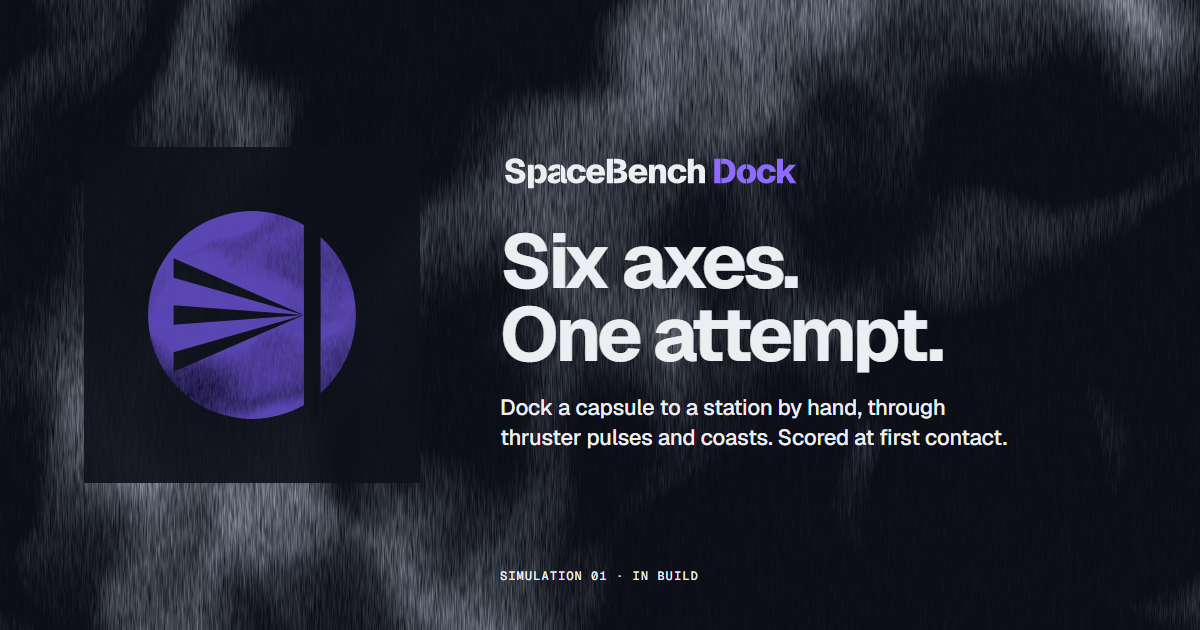 SpaceBench Dock
Six axes.
One attempt.
Dock a capsule to a station by hand, through
thruster pulses and coasts. Scored at first contact.
SIMULATION 01 · IN BUILD